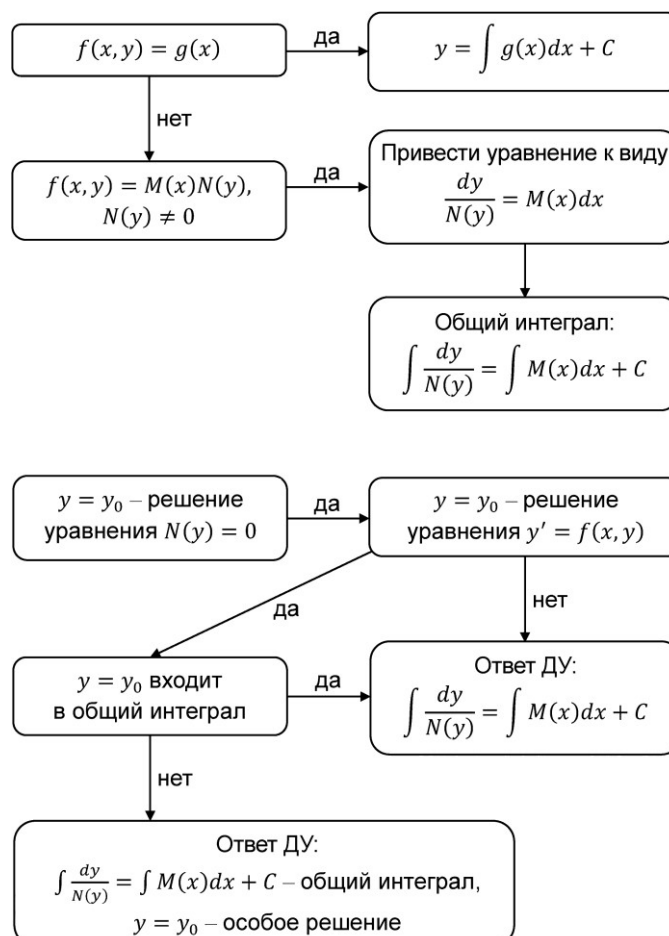 f(x, y) = g(x)
да
y = ∫ g(x)dx + C
нет
f(x, y) = M(x)N(y),
N(y) ≠ 0
да
Привести уравнение к виду
dy/N(y) = M(x)dx
Общий интеграл:
∫ dy/N(y) = ∫ M(x)dx + C
y = y₀ – решение
уравнения N(y) = 0
да
y = y₀ – решение
уравнения y′ = f(x, y)
да
нет
y = y₀ входит
в общий интеграл
да
Ответ ДУ:
∫ dy/N(y) = ∫ M(x)dx + C
нет
Ответ ДУ:
∫ dy/N(y) = ∫ M(x)dx + C – общий интеграл,
y = y₀ – особое решение